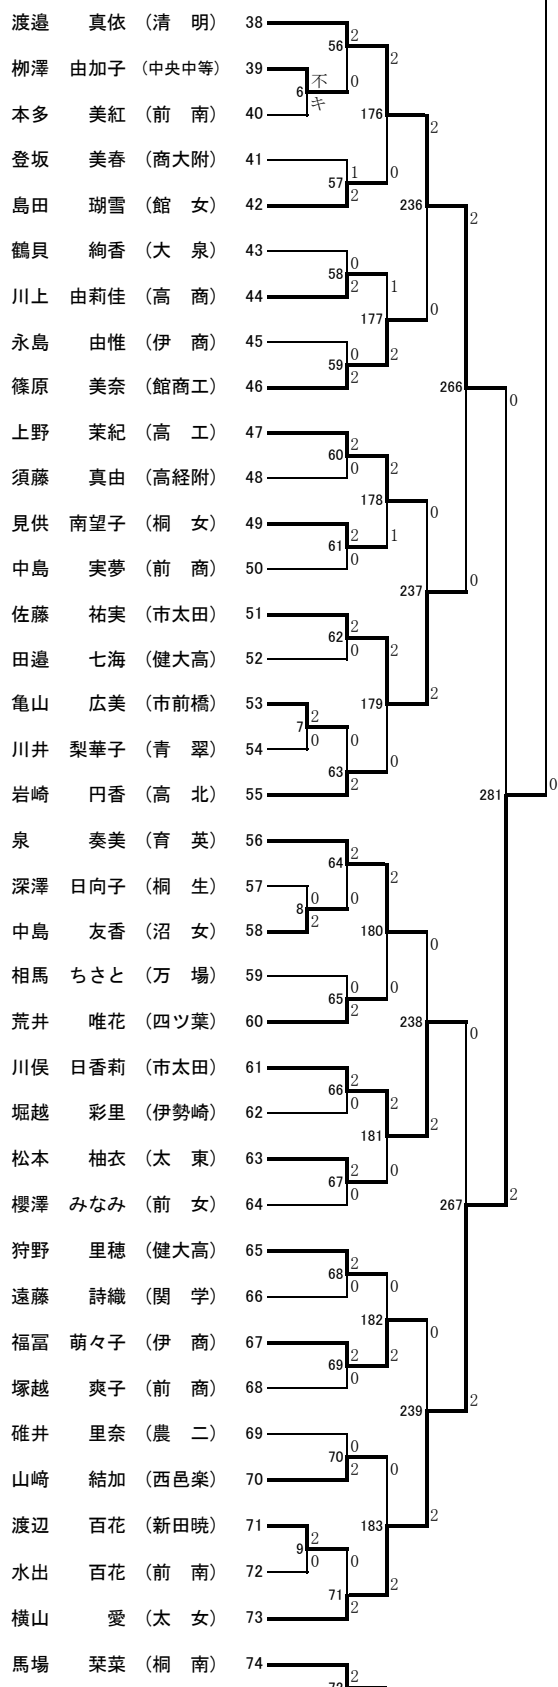 渡邉 真依 (清 明) 38
栁澤 由加子 (中央中等) 39
本多 美紅 (前 南) 40
登坂 美春 (商大附) 41
島田 瑚雪 (館 女) 42
鶴貝 絢香 (大 泉) 43
川上 由莉佳 (高 商) 44
永島 由惟 (伊 商) 45
篠原 美奈 (館商工) 46
上野 茉紀 (高 工) 47
須藤 真由 (高経附) 48
見供 南望子 (桐 女) 49
中島 実夢 (前 商) 50
佐藤 祐実 (市太田) 51
田邉 七海 (健大高) 52
亀山 広美 (市前橋) 53
川井 梨華子 (青 翠) 54
岩崎 円香 (高 北) 55
泉 奏美 (育 英) 56
深澤 日向子 (桐 生) 57
中島 友香 (沼 女) 58
相馬 ちさと (万 場) 59
荒井 唯花 (四ツ葉) 60
川俣 日香莉 (市太田) 61
堀越 彩里 (伊勢崎) 62
松本 柚衣 (太 東) 63
櫻澤 みなみ (前 女) 64
狩野 里穂 (健大高) 65
遠藤 詩織 (関 学) 66
福冨 萌々子 (伊 商) 67
塚越 爽子 (前 商) 68
碓井 里奈 (農 二) 69
山﨑 結加 (西邑楽) 70
渡辺 百花 (新田暁) 71
水出 百花 (前 南) 72
横山 愛 (太 女) 73
馬場 栞菜 (桐 南) 74
6 不
キ
7 2
0
8 0
2
9 2
0
56 2
0
57 1
2
58 0
2
59 0
2
60 2
0
61 2
0
62 2
0
63 0
2
64 2
0
65 0
2
66 2
0
67 2
0
68 2
0
69 2
0
70 0
2
71 0
2
2
176 2
0
177 1
2
178 2
1
179 2
0
180 2
0
181 2
0
182 0
2
183 0
2
236 2
0
237 0
2
238 0
2
239 0
2
266 2
0
267 0
2
281 0
2
0